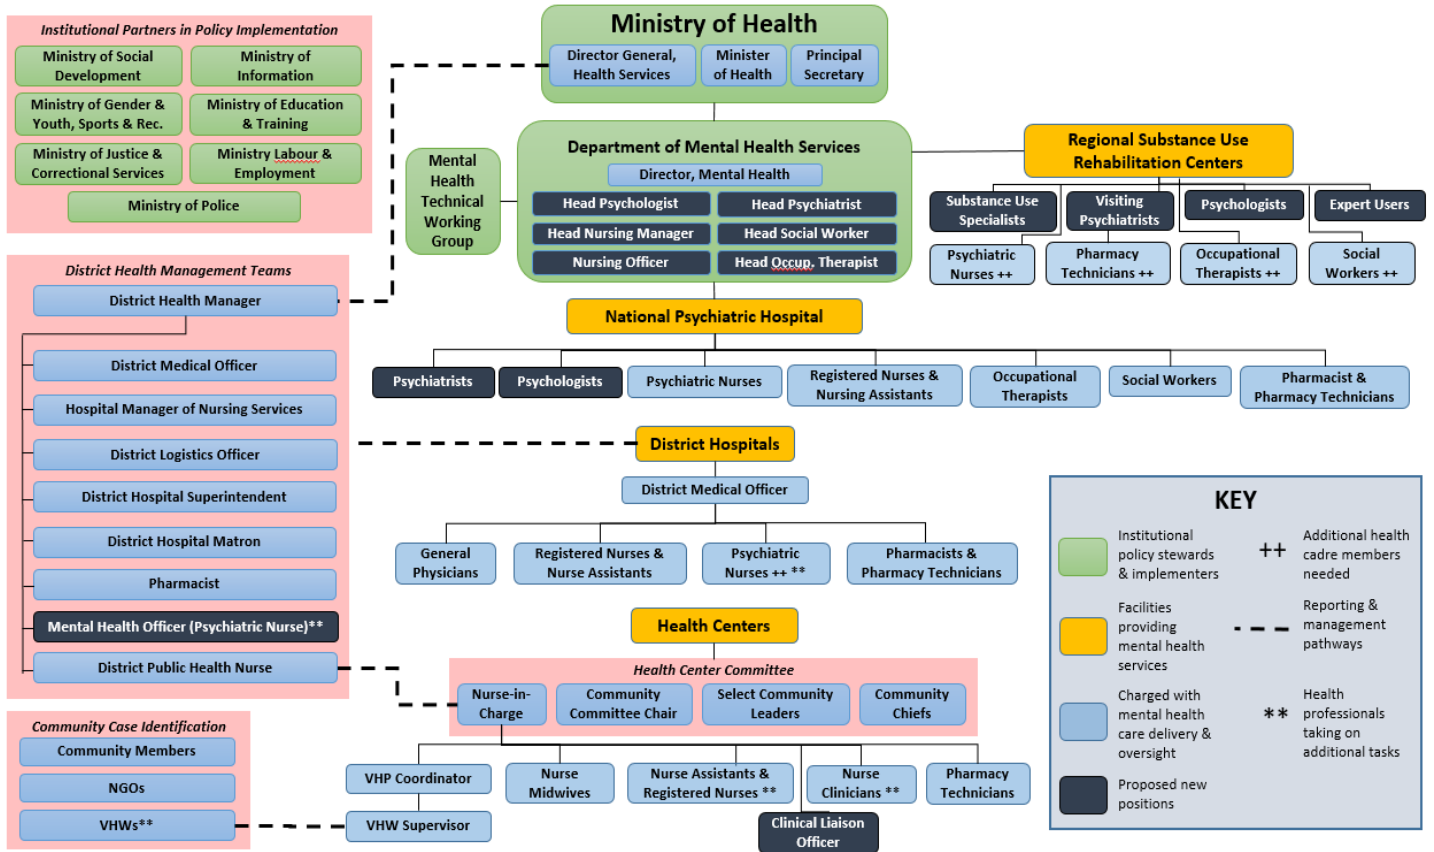 Institutional Partners in Policy Implementation
Ministry of Social
Development
Ministry of
Information
Ministry of Gender &
Youth, Sports & Rec.
Ministry of Education
& Training
Ministry of Justice &
Correctional Services
Ministry Labour &
Employment
Ministry of Police
Ministry of Health
Director General,
Health Services
Minister
of Health
Principal
Secretary
Mental
Health
Technical
Working
Group
Department of Mental Health Services
Director, Mental Health
Head Psychologist
Head Psychiatrist
Head Nursing Manager
Head Social Worker
Nursing Officer
Head Occup. Therapist
Regional Substance Use
Rehabilitation Centers
Substance Use
Specialists
Visiting
Psychiatrists
Psychologists
Expert Users
Psychiatric
Nurses ++
Pharmacy
Technicians ++
Occupational
Therapists ++
Social
Workers ++
District Health Management Teams
District Health Manager
District Medical Officer
Hospital Manager of Nursing Services
District Logistics Officer
District Hospital Superintendent
District Hospital Matron
Pharmacist
Mental Health Officer (Psychiatric Nurse)**
District Public Health Nurse
National Psychiatric Hospital
Psychiatrists
Psychologists
Psychiatric Nurses
Registered Nurses &
Nursing Assistants
Occupational
Therapists
Social Workers
Pharmacist &
Pharmacy Technicians
District Hospitals
District Medical Officer
General
Physicians
Registered Nurses &
Nurse Assistants
Psychiatric
Nurses ++ **
Pharmacists &
Pharmacy Technicians
Health Centers
Health Center Committee
Nurse-in-
Charge
Community
Committee Chair
Select Community
Leaders
Community
Chiefs
VHP Coordinator
Nurse
Midwives
Nurse Assistants &
Registered Nurses **
Nurse
Clinicians **
Pharmacy
Technicians
VHW Supervisor
Clinical Liaison
Officer
Community Case Identification
Community Members
NGOs
VHWs**
KEY
Institutional
policy stewards
& implementers
++
Additional health
cadre members
needed
Facilities
providing
mental health
services
Reporting &
management
pathways
Charged with
mental health
care delivery &
oversight
**
Health
professionals
taking on
additional tasks
Proposed new
positions